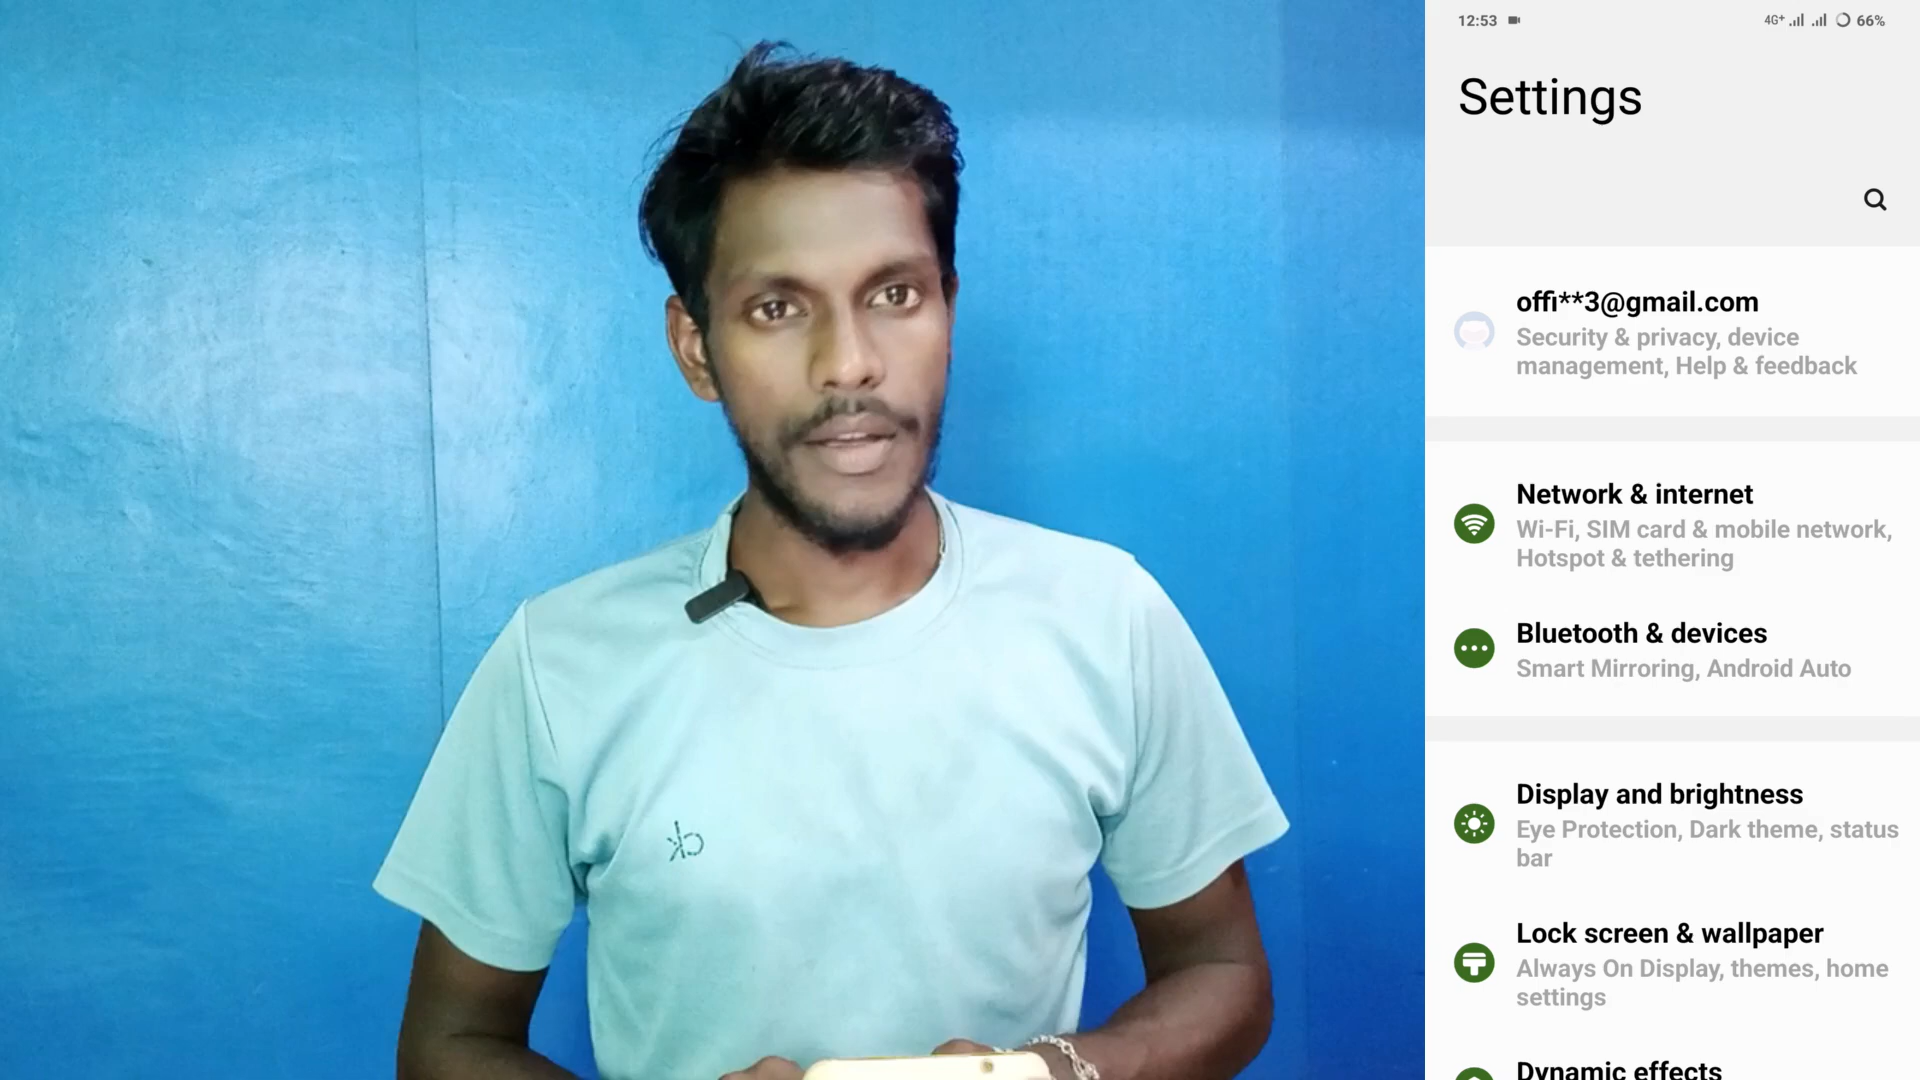 12:53
4G+ 66%
Settings
offi**3@gmail.com
Security & privacy, device
management, Help & feedback
Network & internet
Wi-Fi, SIM card & mobile network,
Hotspot & tethering
Bluetooth & devices
Smart Mirroring, Android Auto
Display and brightness
Eye Protection, Dark theme, status
bar
Lock screen & wallpaper
Always On Display, themes, home
settings
Dynamic effects